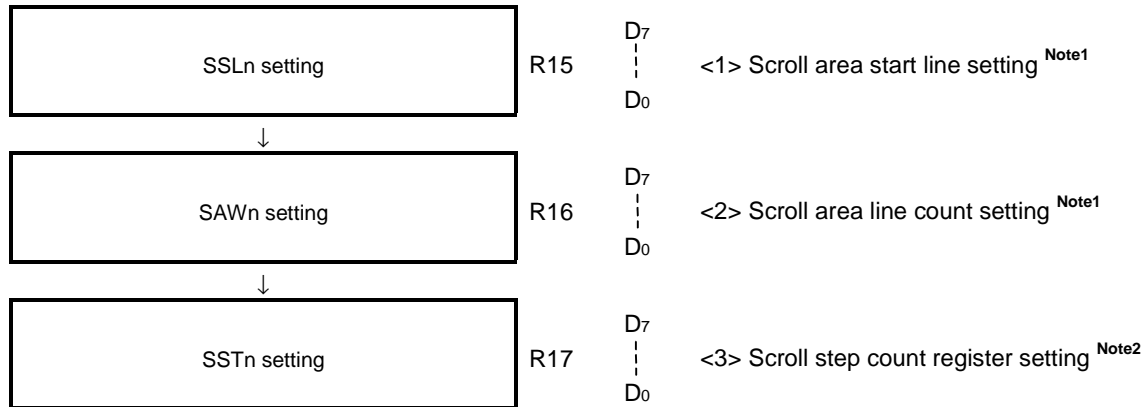 SSLn setting R15 D7 D0 <1> Scroll area start line setting Note1
↓
SAWn setting R16 D7 D0 <2> Scroll area line count setting Note1
↓
SSTn setting R17 D7 D0 <3> Scroll step count register setting Note2